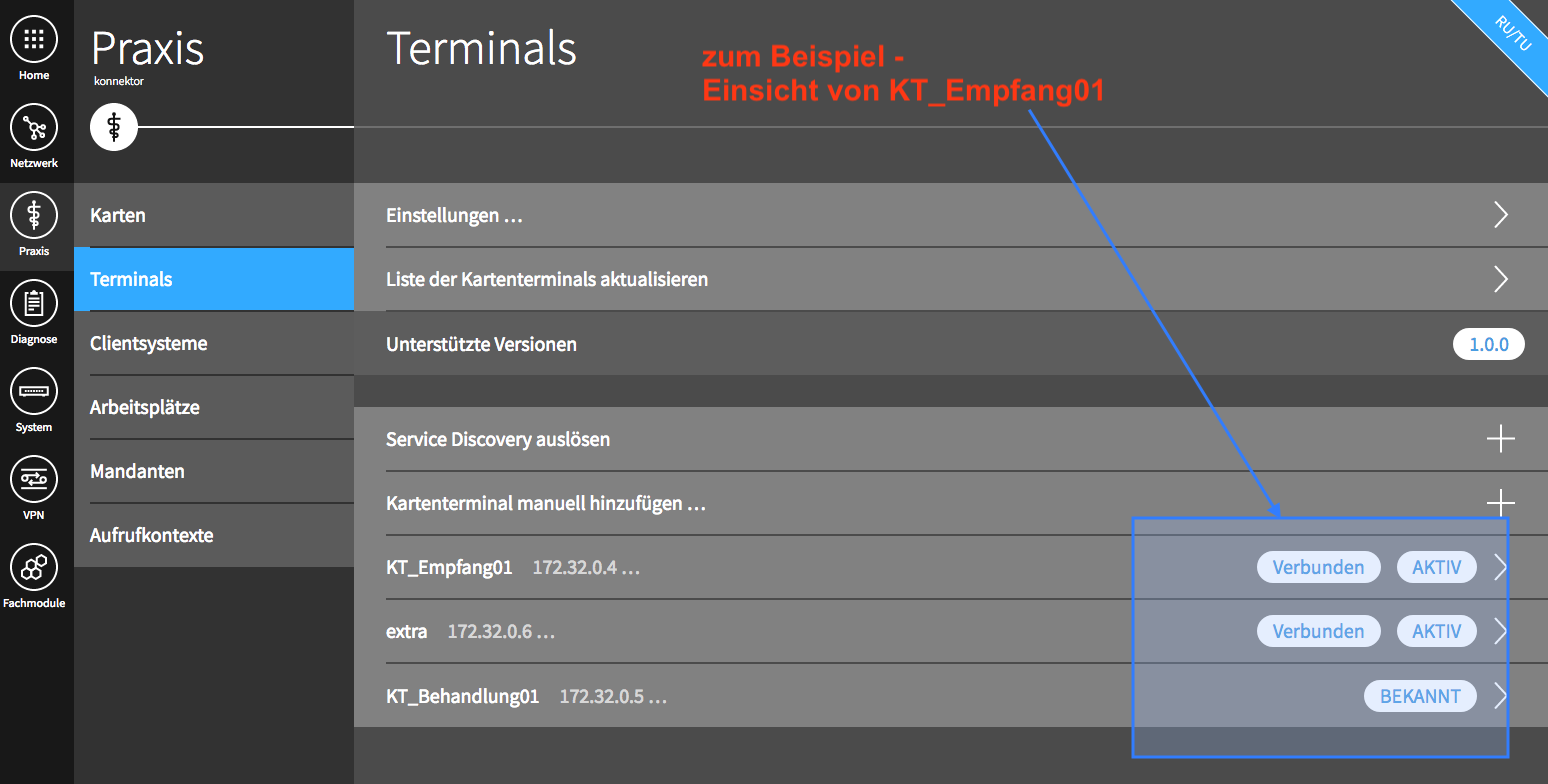 Home
Netzwerk
Praxis
Diagnose
System
VPN
Fachmodule
Praxis
konnektor
Karten
Terminals
Clientsysteme
Arbeitsplätze
Mandanten
Aufrufkontexte
Terminals
zum Beispiel -
Einsicht von KT_Empfang01
RU/TU
Einstellungen ...
Liste der Kartenterminals aktualisieren
Unterstützte Versionen 1.0.0
Service Discovery auslösen
Kartenterminal manuell hinzufügen ...
KT_Empfang01 172.32.0.4 ... Verbunden AKTIV
extra 172.32.0.6 ... Verbunden AKTIV
KT_Behandlung01 172.32.0.5 ... BEKANNT